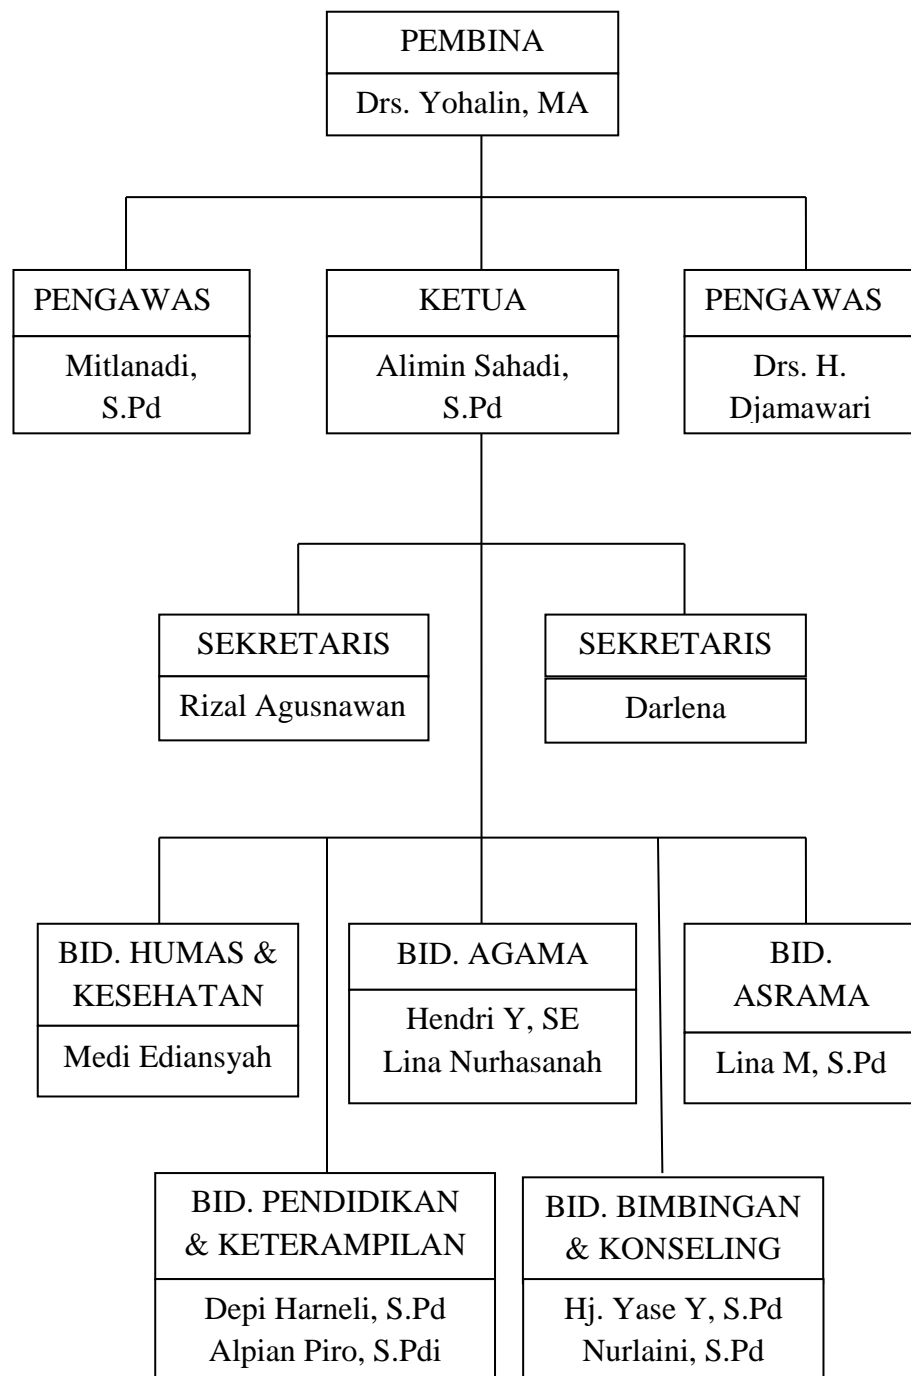 PEMBINA
Drs. Yohalin, MA
PENGAWAS
Mitlanadi,
S.Pd
KETUA
Alimin Sahadi,
S.Pd
PENGAWAS
Drs. H.
Djamawari
SEKRETARIS
Rizal Agusnawan
SEKRETARIS
Darlena
BID. HUMAS &
KESEHATAN
Medi Ediansyah
BID. AGAMA
Hendri Y, SE
Lina Nurhasanah
BID.
ASRAMA
Lina M, S.Pd
BID. PENDIDIKAN
& KETERAMPILAN
Depi Harneli, S.Pd
Alpian Piro, S.Pdi
BID. BIMBINGAN
& KONSELING
Hj. Yase Y, S.Pd
Nurlaini, S.Pd